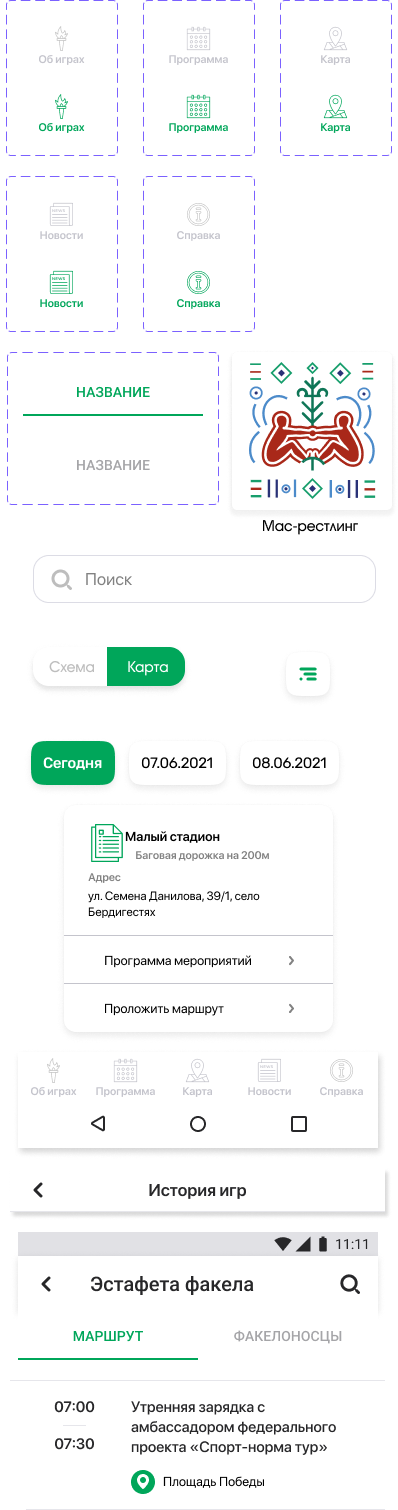 Об играх
Программа
Карта
Об играх
Программа
Карта
Новости
Справка
Новости
Справка
НАЗВАНИЕ
НАЗВАНИЕ
Мас-рестлинг
Поиск
Схема
Карта
Сегодня
07.06.2021
08.06.2021
Малый стадион
Баговая дорожка на 200м
Адрес
ул. Семена Данилова, 39/1, село
Бердигестях
Программа мероприятий
Проложить маршрут
Об играх
Программа
Карта
Новости
Справка
История игр
11:11
Эстафета факела
МАРШРУТ
ФАКЕЛОНОСЦЫ
07:00
07:30
Утренняя зарядка с
амбассадором федерального
проекта «Спорт-норма тур»
Площадь Победы